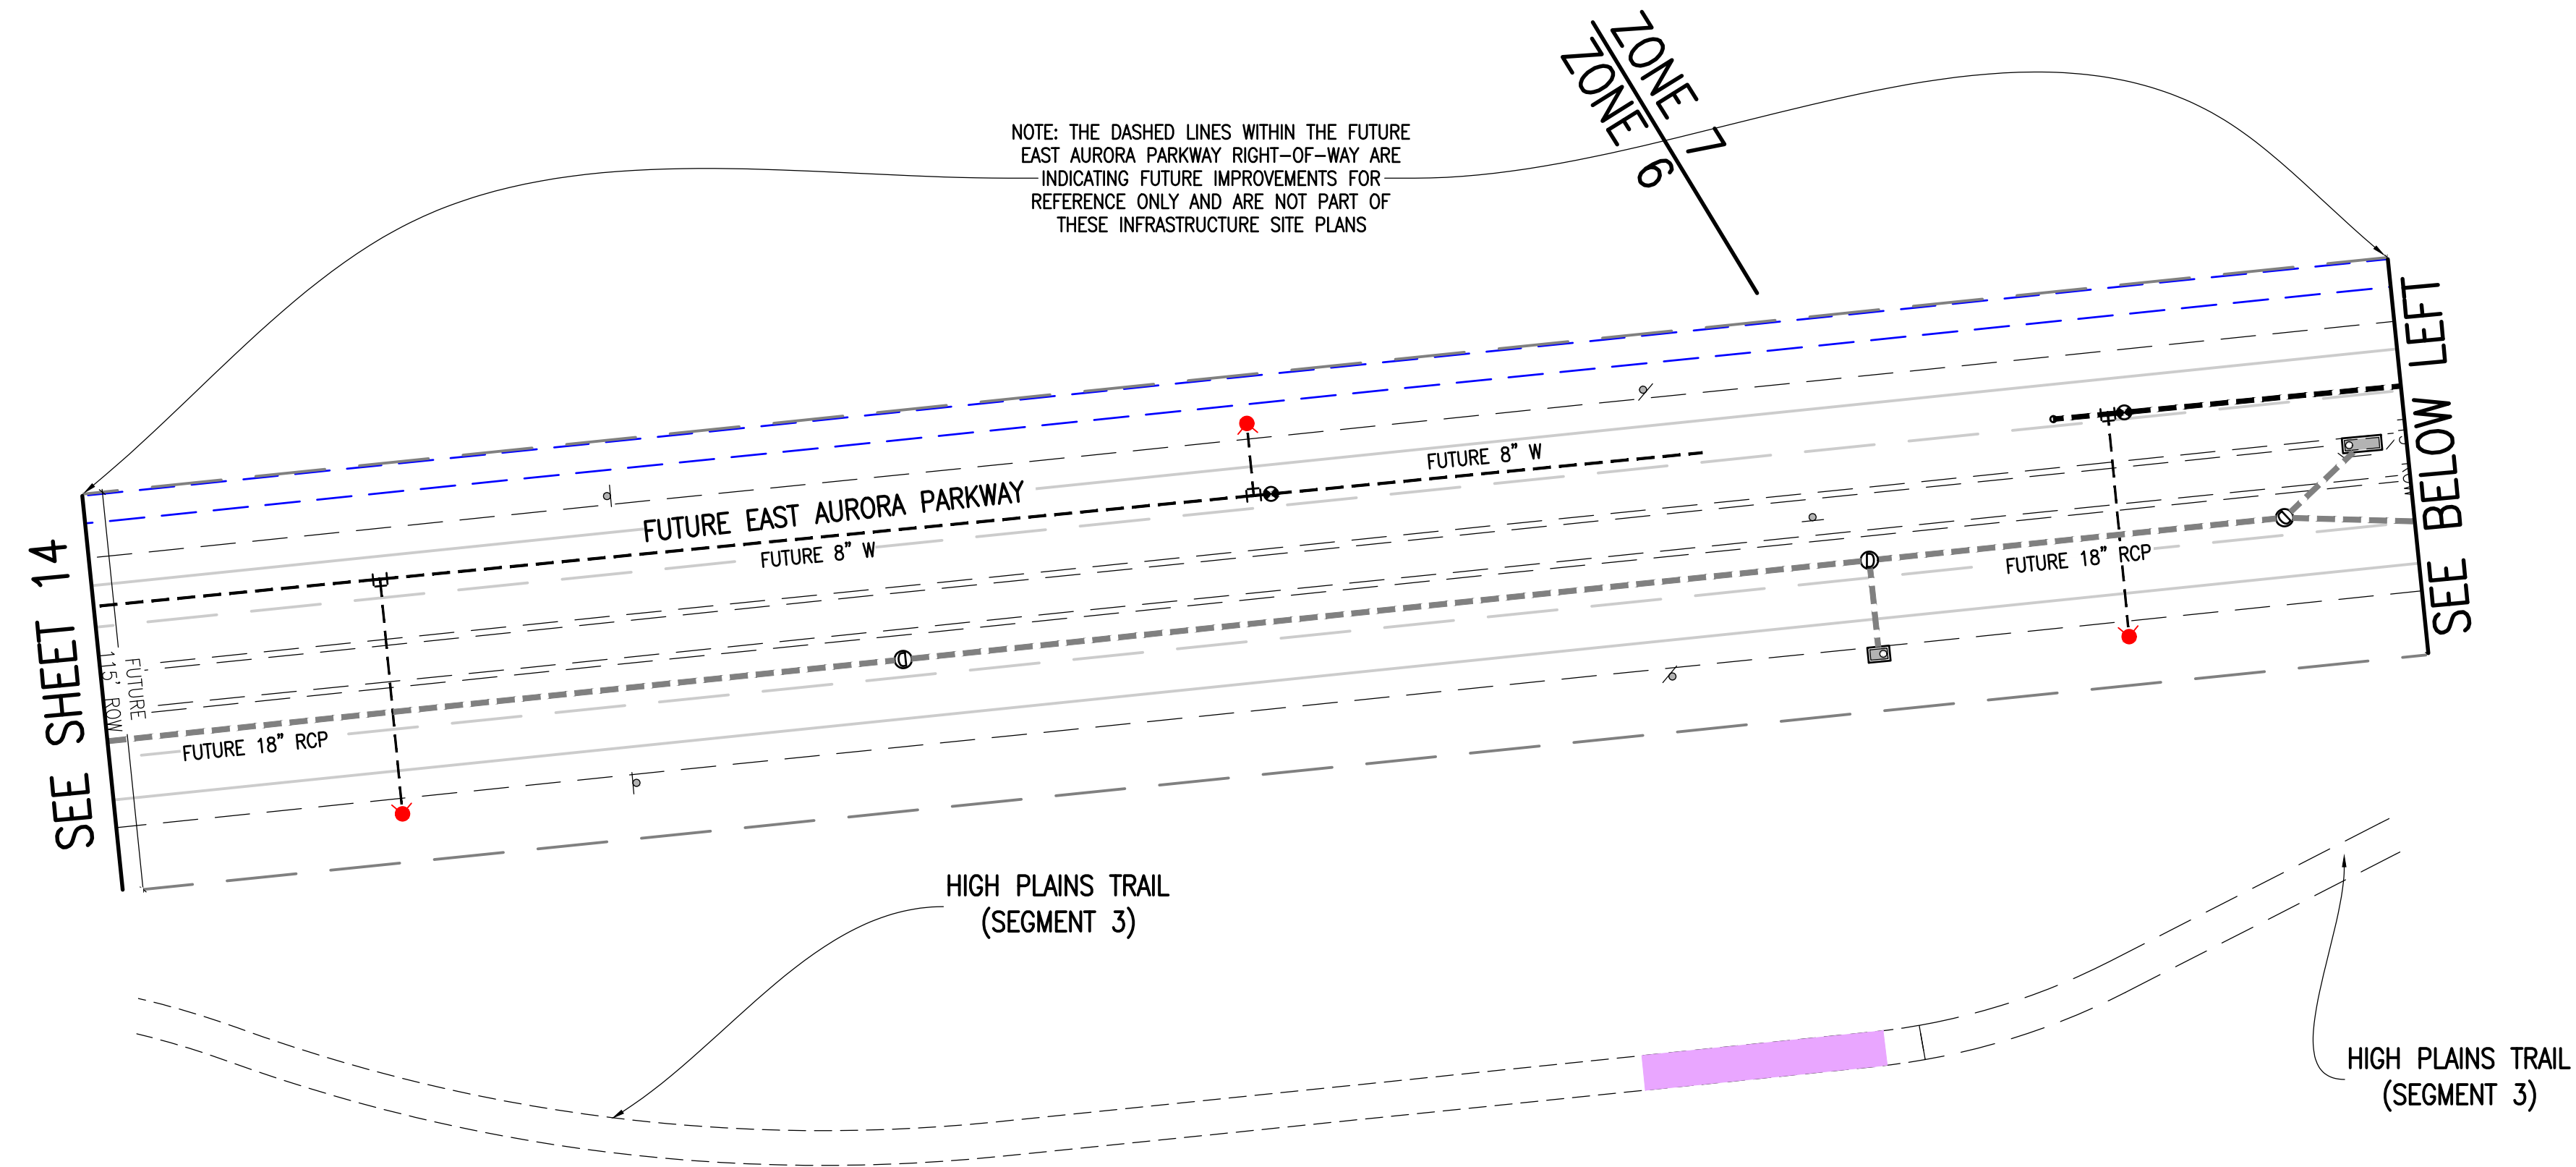 ZONE 7
ZONE 6
NOTE: THE DASHED LINES WITHIN THE FUTURE
EAST AURORA PARKWAY RIGHT-OF-WAY ARE
INDICATING FUTURE IMPROVEMENTS FOR
REFERENCE ONLY AND ARE NOT PART OF
THESE INFRASTRUCTURE SITE PLANS
SEE SHEET 14
SEE BELOW LEFT
FUTURE 8" W
FUTURE EAST AURORA PARKWAY
FUTURE 8" W
FUTURE 18" RCP
FUTURE
115' ROW
FUTURE 18" RCP
HIGH PLAINS TRAIL
(SEGMENT 3)
HIGH PLAINS TRAIL
(SEGMENT 3)